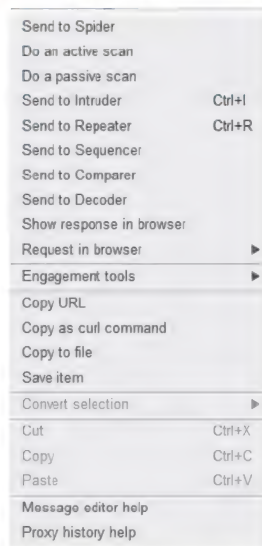 Send to Spider
Do an active scan
Do a passive scan
Send to Intruder Ctrl+I
Send to Repeater Ctrl+R
Send to Sequencer
Send to Comparer
Send to Decoder
Show response in browser
Request in browser
Engagement tools
Copy URL
Copy as curl command
Copy to file
Save item
Convert selection
Cut Ctrl+X
Copy Ctrl+C
Paste Ctrl+V
Message editor help
Proxy history help